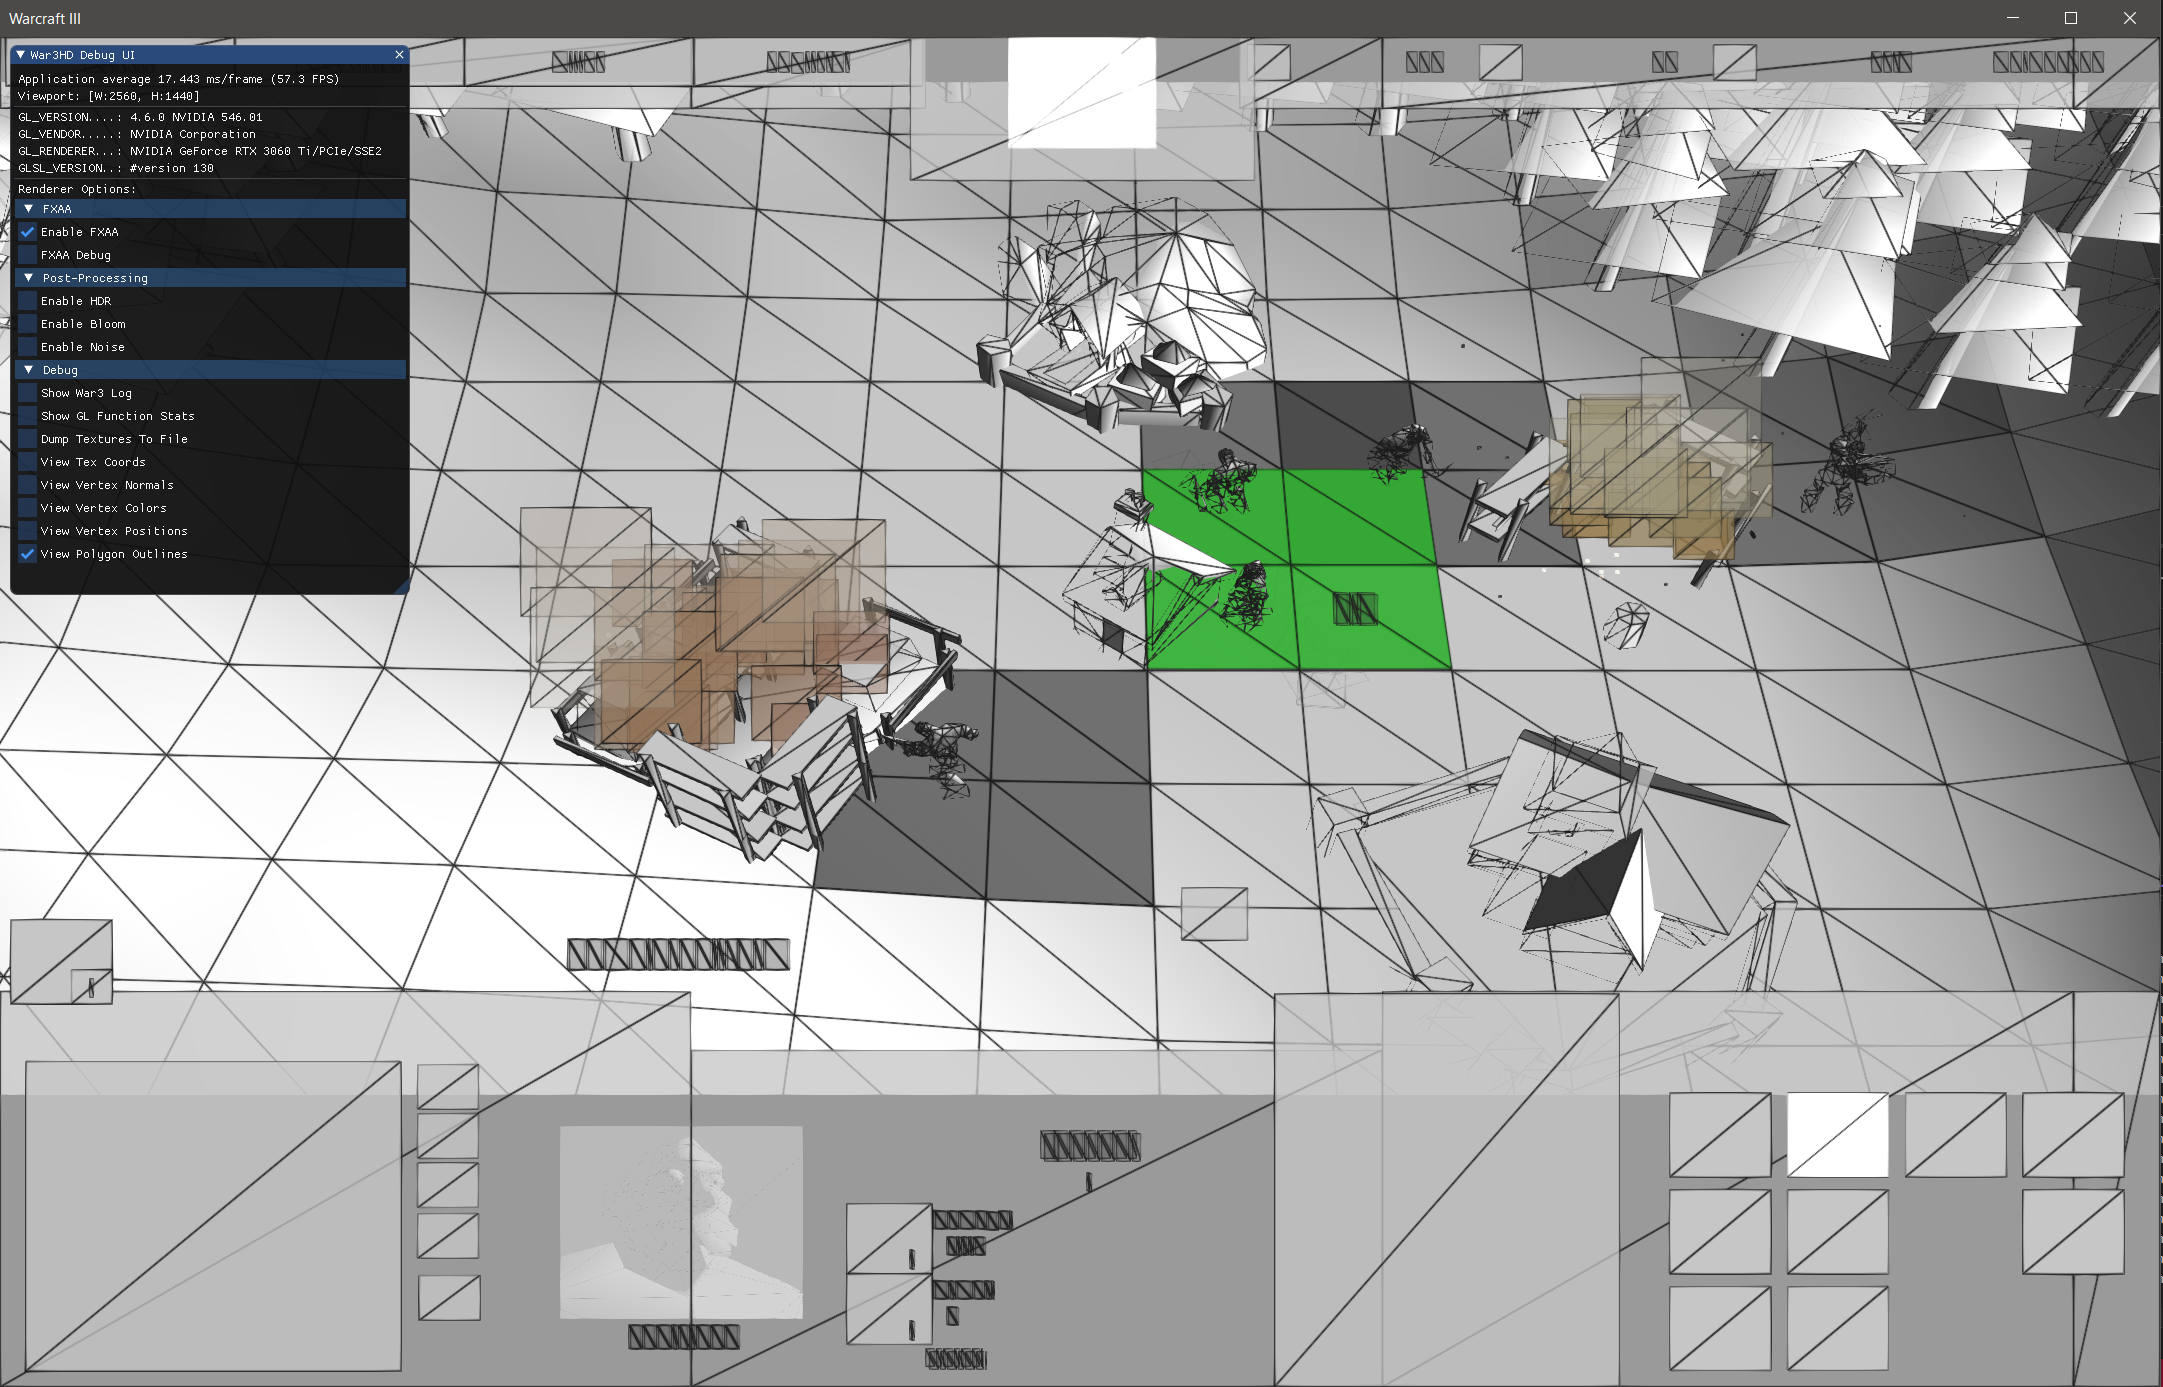 Warcraft III
War3HD Debug UI
Application average 17.443 ms/frame (57.3 FPS)
Viewport: [W:2560, H:1440]
GL_VERSION....: 4.6.0 NVIDIA 546.01
GL_VENDOR.....: NVIDIA Corporation
GL_RENDERER...: NVIDIA GeForce RTX 3060 Ti/PCIe/SSE2
GLSL_VERSION..: #version 130
Renderer Options:
FXAA
Enable FXAA
FXAA Debug
Post-Processing
Enable HDR
Enable Bloom
Enable Noise
Debug
Show War3 Log
Show GL Function Stats
Dump Textures To File
View Tex Coords
View Vertex Normals
View Vertex Colors
View Vertex Positions
View Polygon Outlines